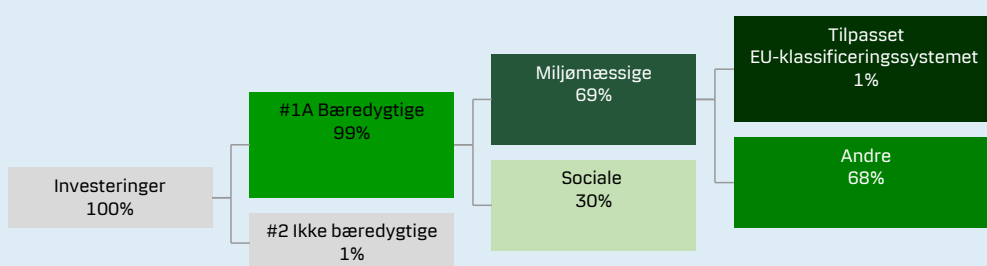 Investeringer
100%
#1A Bæredygtige
99%
#2 Ikke bæredygtige
1%
Miljømæssige
69%
Sociale
30%
Tilpasset
EU-klassificeringssystemet
1%
Andre
68%